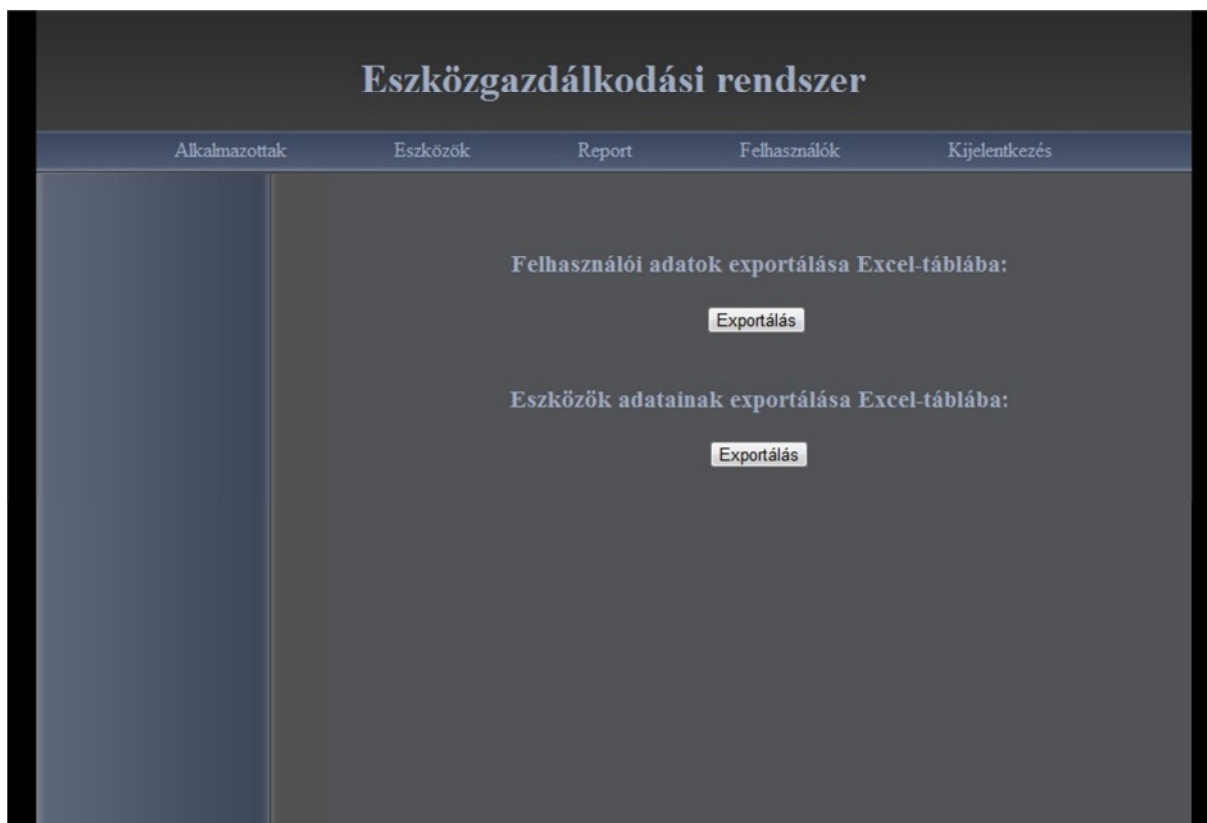 Eszközgazdálkodási rendszer
Alkalmazottak Eszközök Report Felhasználók Kijelentkezés
Felhasználói adatok exportálása Excel-táblába:
Exportálás
Eszközök adatainak exportálása Excel-táblába:
Exportálás